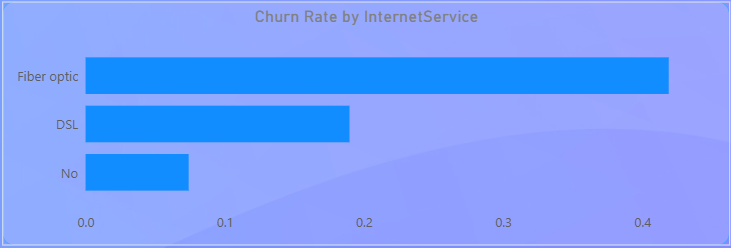 Churn Rate by InternetService
Fiber optic
DSL
No
0.0 0.1 0.2 0.3 0.4